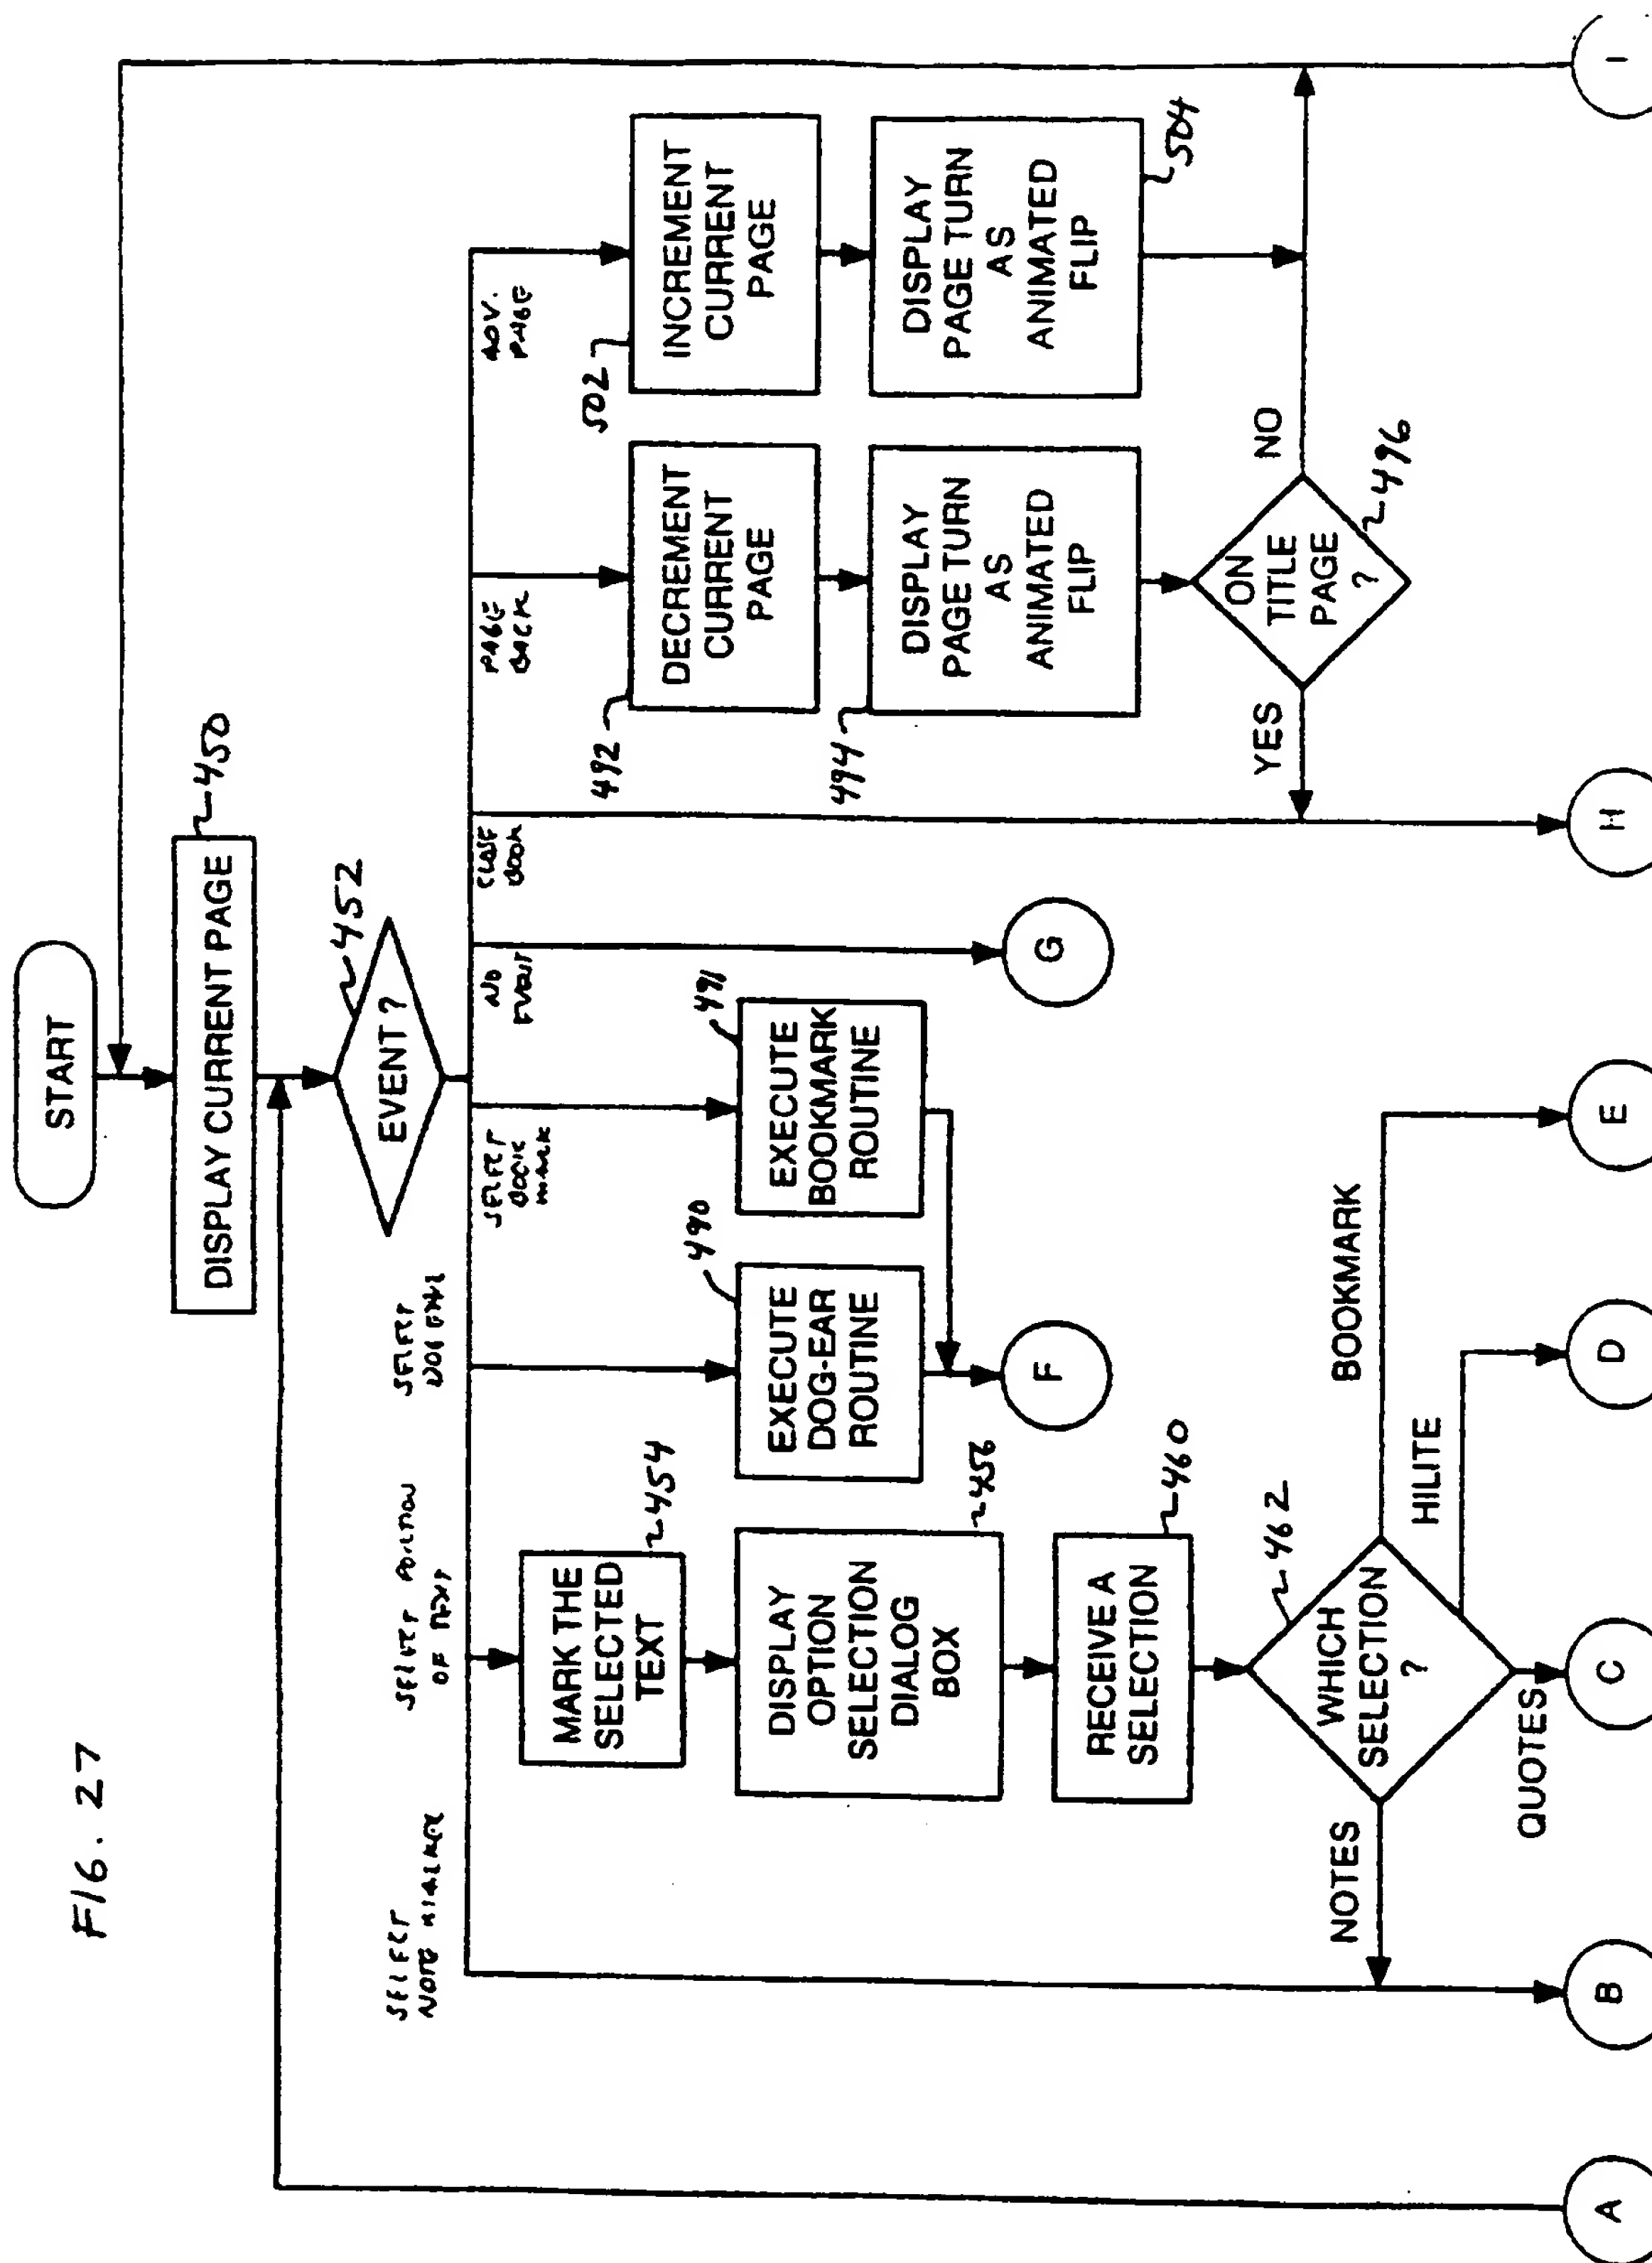 FIG. 27
START
DISPLAY CURRENT PAGE
450
EVENT ?
452
SELECT
NOTE MARKER
SELECT PORTION
OF TEXT
SELECT
DOG EAR
SELECT
BOOK
MARK
NO
EVENT
CLOSE
BOOK
PAGE
BACK
ADV.
PAGE
MARK THE
SELECTED
TEXT
454
DISPLAY
OPTION
SELECTION
DIALOG
BOX
456
RECEIVE A
SELECTION
460
WHICH
SELECTION
?
462
NOTES
QUOTES
HILITE
BOOKMARK
EXECUTE
DOG-EAR
ROUTINE
490
EXECUTE
BOOKMARK
ROUTINE
491
F
G
DECREMENT
CURRENT
PAGE
492
DISPLAY
PAGE TURN
AS
ANIMATED
FLIP
494
ON
TITLE
PAGE
?
496
YES
NO
INCREMENT
CURRENT
PAGE
502
DISPLAY
PAGE TURN
AS
ANIMATED
FLIP
504
A
B
C
D
E
H
I